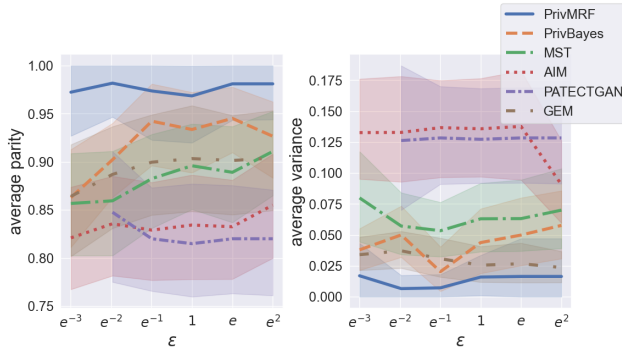 PrivMRF
PrivBayes
MST
AIM
PATECTGAN
GEM
1.00
0.95
0.90
0.85
0.80
0.75
average parity
e⁻³ e⁻² e⁻¹ 1 e e²
ε
0.175
0.150
0.125
0.100
0.075
0.050
0.025
0.000
average variance
e⁻³ e⁻² e⁻¹ 1 e e²
ε